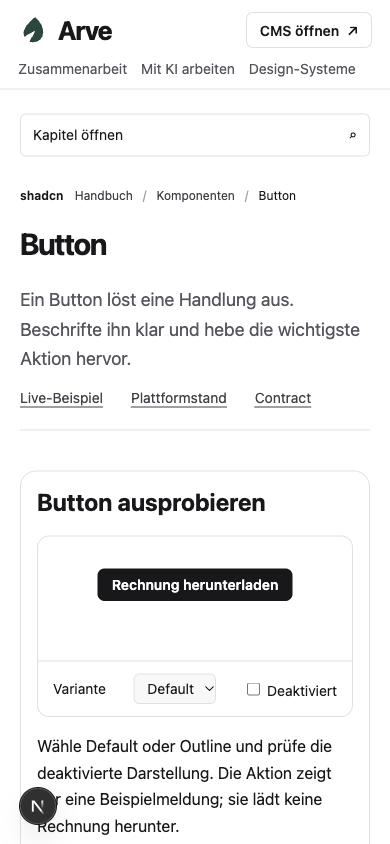 Arve
CMS öffnen
Zusammenarbeit Mit KI arbeiten Design-Systeme
Kapitel öffnen
shadcn Handbuch / Komponenten / Button
Button
Ein Button löst eine Handlung aus.
Beschrifte ihn klar und hebe die wichtigste
Aktion hervor.
Live-Beispiel Plattformstand Contract
Button ausprobieren
Rechnung herunterladen
Variante Default Deaktiviert
Wähle Default oder Outline und prüfe die
deaktivierte Darstellung. Die Aktion zeigt
eine Beispielmeldung; sie lädt keine
Rechnung herunter.
N